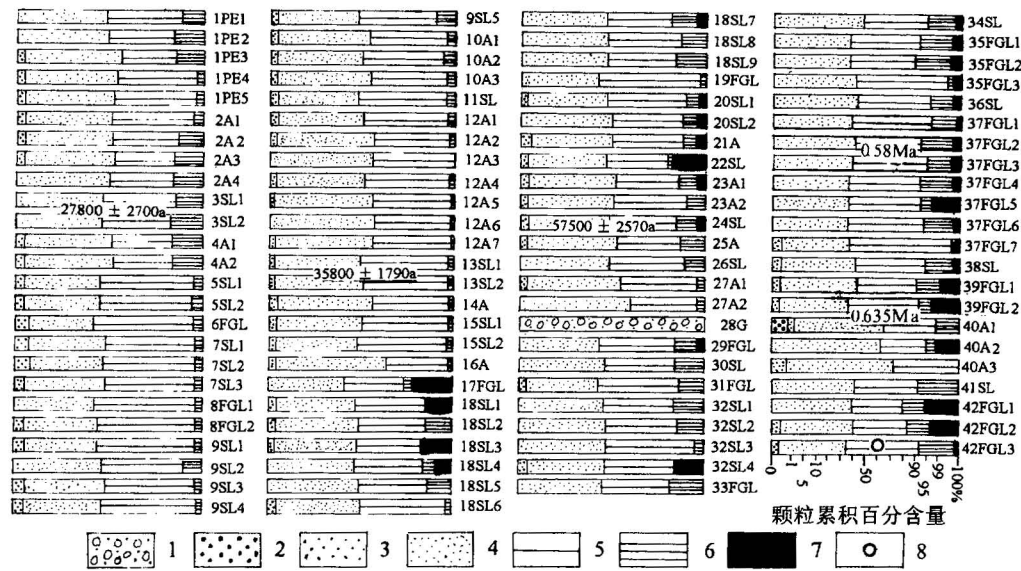 1PE1
1PE2
1PE3
1PE4
1PE5
2A1
2A2
2A3
2A4
3SL1
27800 ± 2700a
3SL2
4A1
4A2
5SL1
5SL2
6FGL
7SL1
7SL2
7SL3
8FGL1
8FGL2
9SL1
9SL2
9SL3
9SL4
9SL5
10A1
10A2
10A3
11SL
12A1
12A2
12A3
12A4
12A5
12A6
12A7
13SL1
35800 ± 1790a
13SL2
14A
15SL1
15SL2
16A
17FGL
18SL1
18SL2
18SL3
18SL4
18SL5
18SL6
18SL7
18SL8
18SL9
19FGL
20SL1
20SL2
21A
22SL
23A1
23A2
57500 ± 2570a
24SL
25A
26SL
27A1
27A2
28G
29FGL
30SL
31FGL
32SL1
32SL2
32SL3
32SL4
33FGL
34SL
35FGL1
35FGL2
35FGL3
36SL
37FGL1
37FGL2
0.58Ma
37FGL3
37FGL4
37FGL5
37FGL6
37FGL7
38SL
39FGL1
39FGL2
0.635Ma
40A1
40A2
40A3
41SL
42FGL1
42FGL2
42FGL3
1 5 10 50 90 95 99 100%
颗粒累积百分含量
1 2 3 4 5 6 7 8